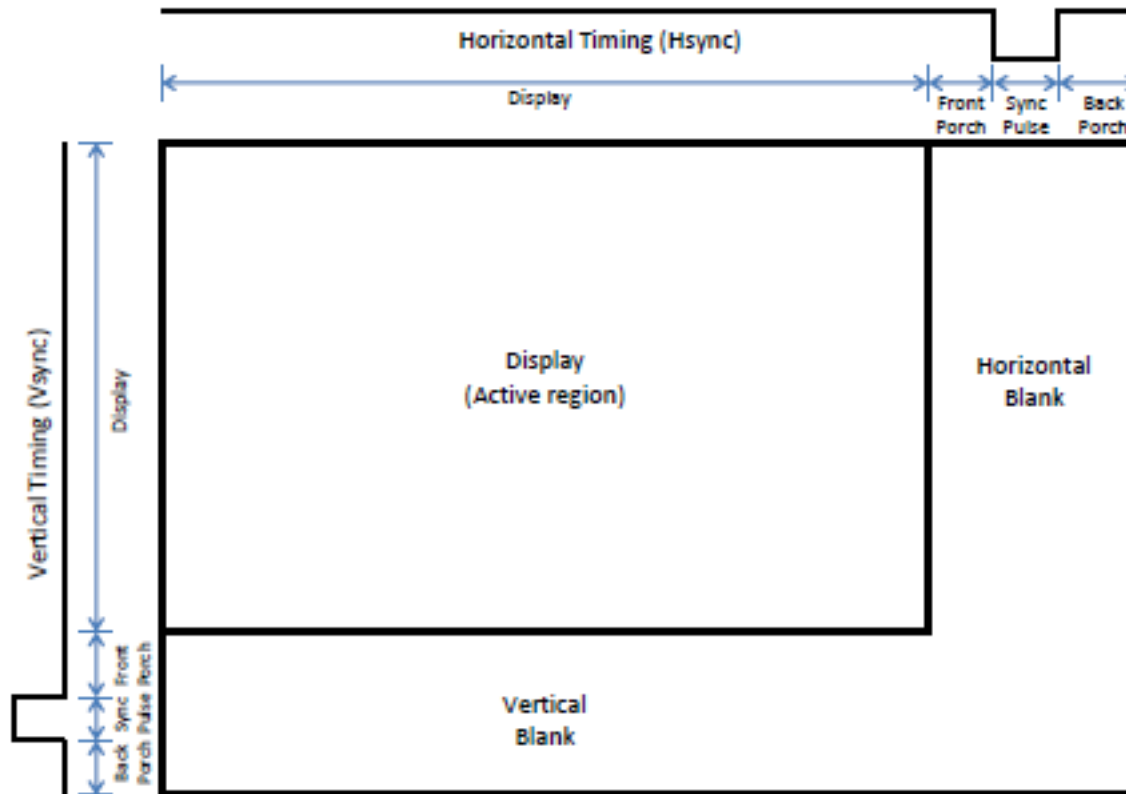 Horizontal Timing (Hsync)
Display
Front
Porch
Sync
Pulse
Back
Porch
Vertical Timing (Vsync)
Display
Front
Porch
Sync
Pulse
Back
Porch
Display
(Active region)
Horizontal
Blank
Vertical
Blank